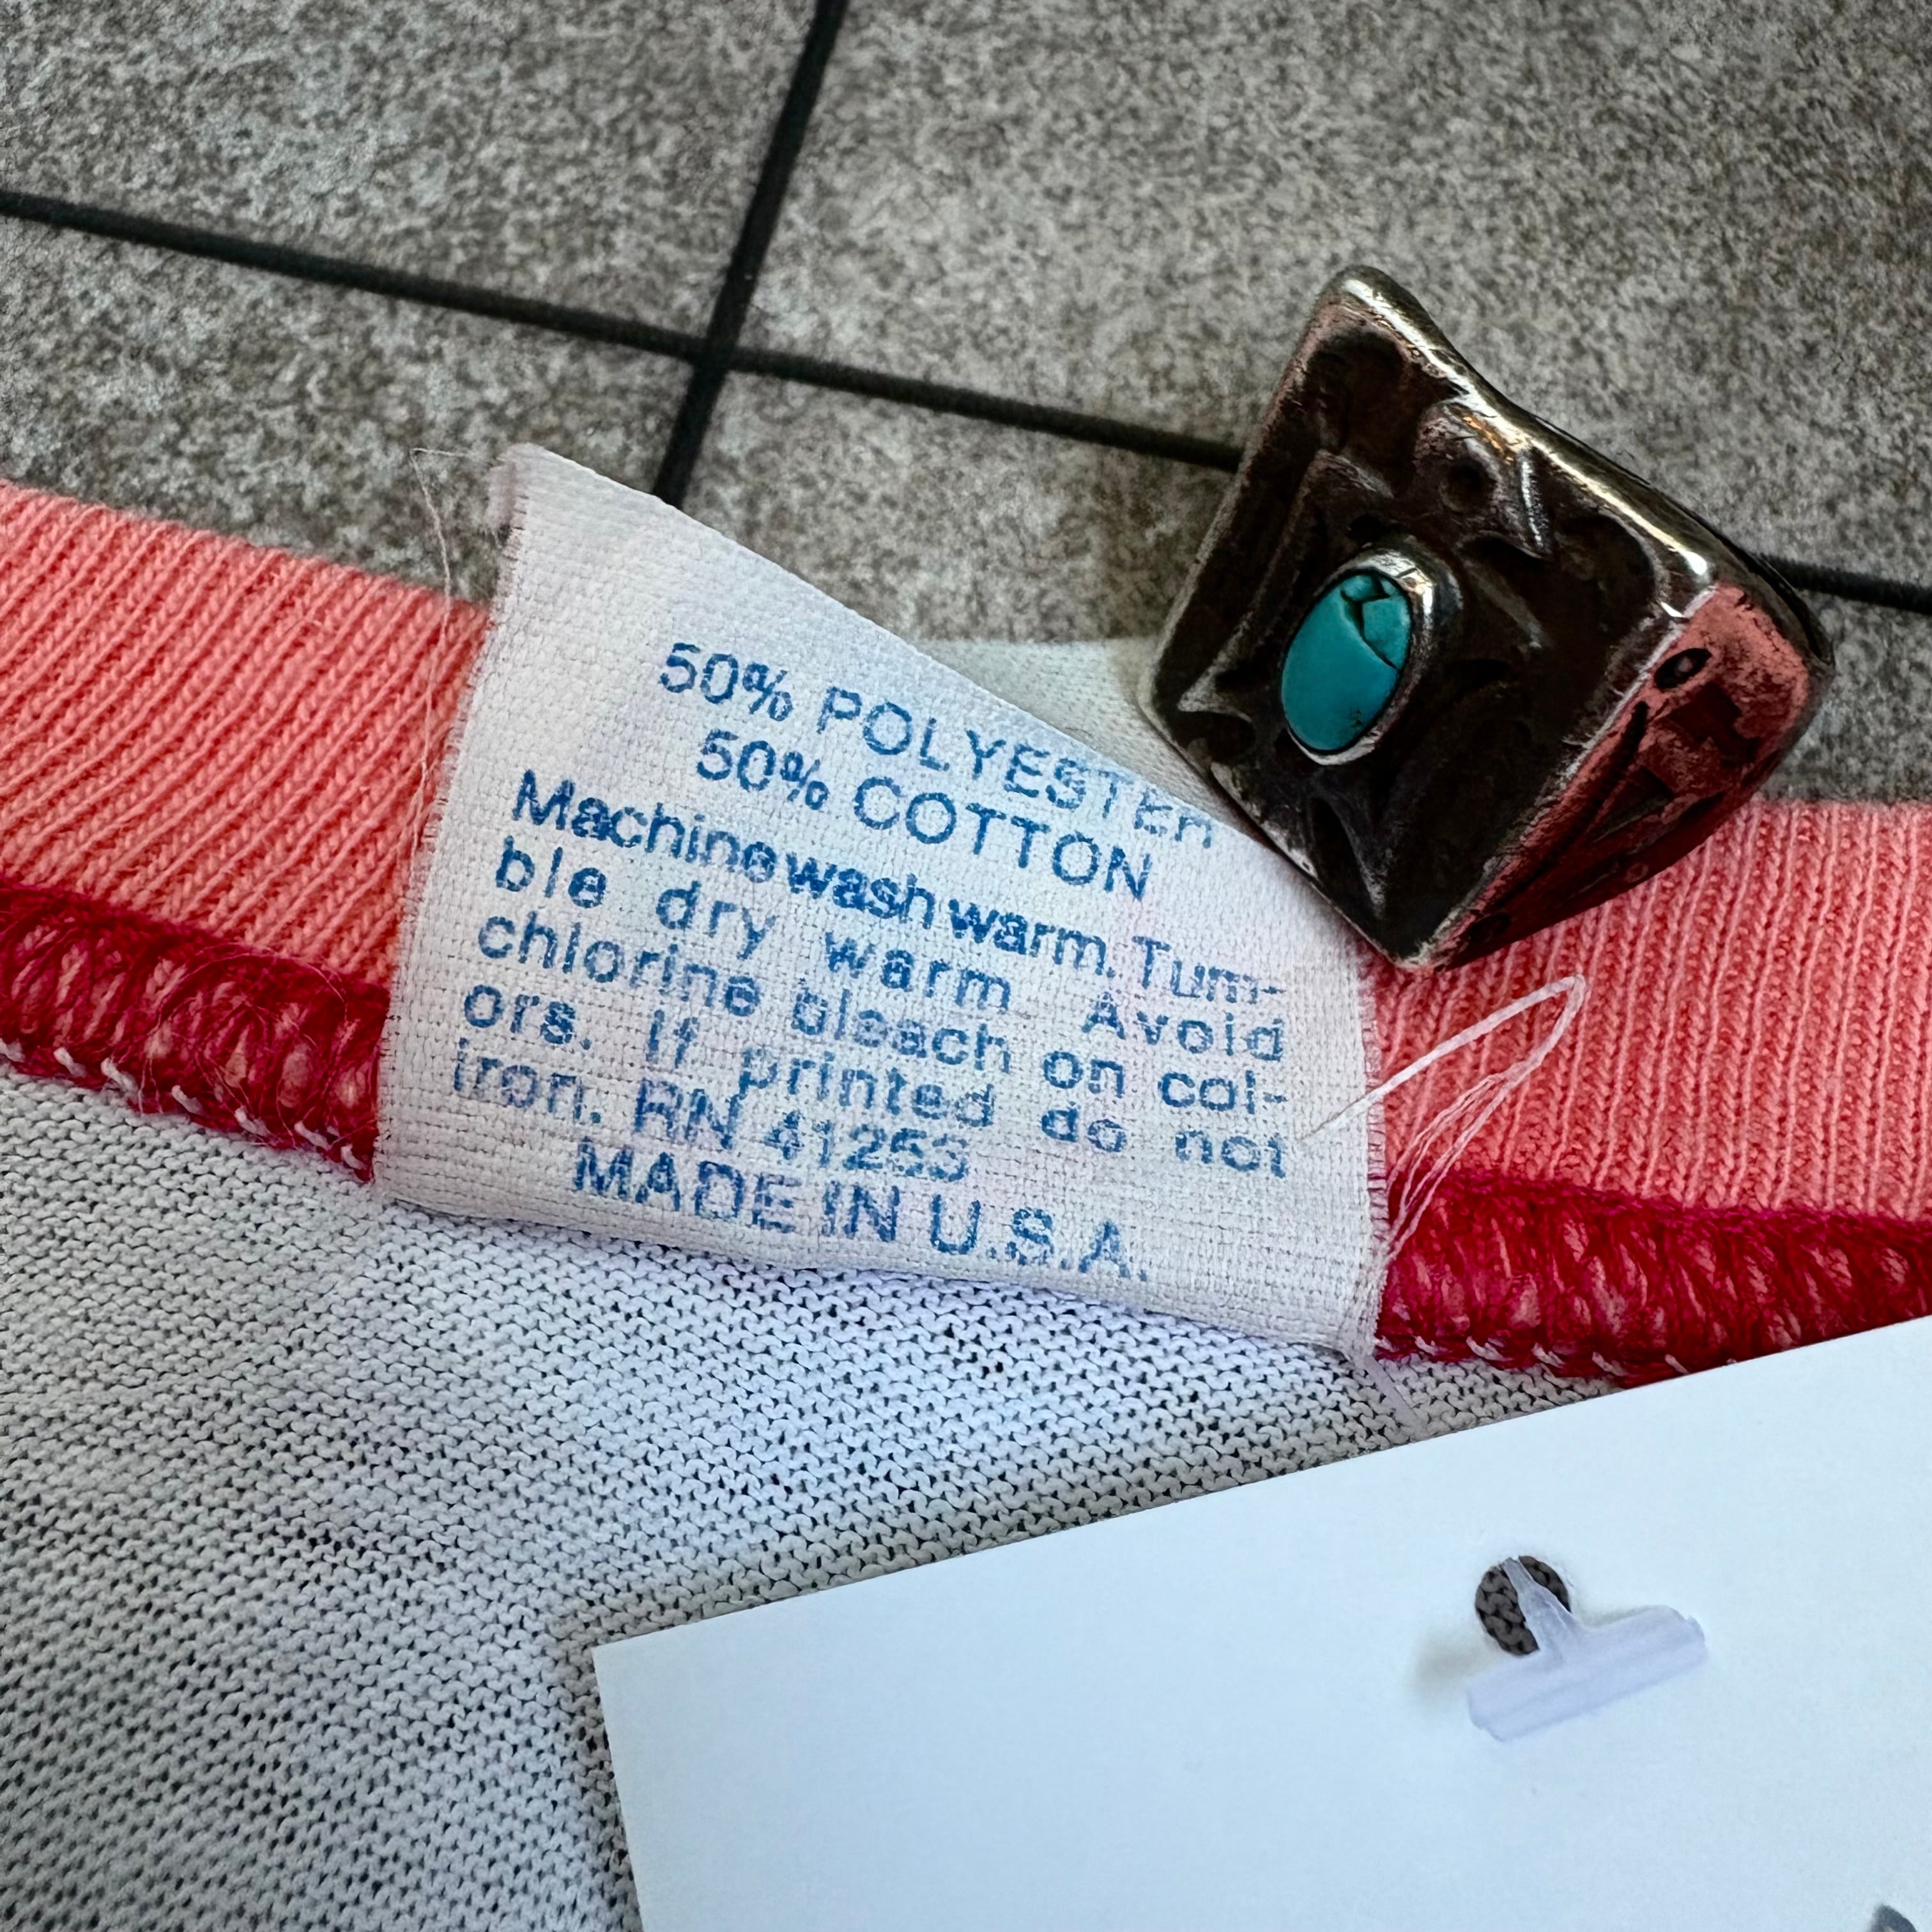 50% POLYESTER
50% COTTON
Machine wash warm. Tum-
ble dry warm Avoid
chlorine bleach on col-
ors. If printed do not
iron. RN 41253
MADE IN U.S.A.